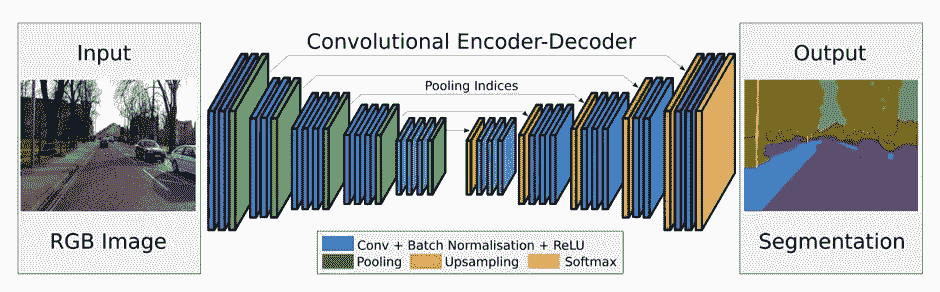 Input
RGB Image
Convolutional Encoder-Decoder
Pooling Indices
Output
Segmentation
Conv + Batch Normalisation + ReLU
Pooling Upsampling Softmax